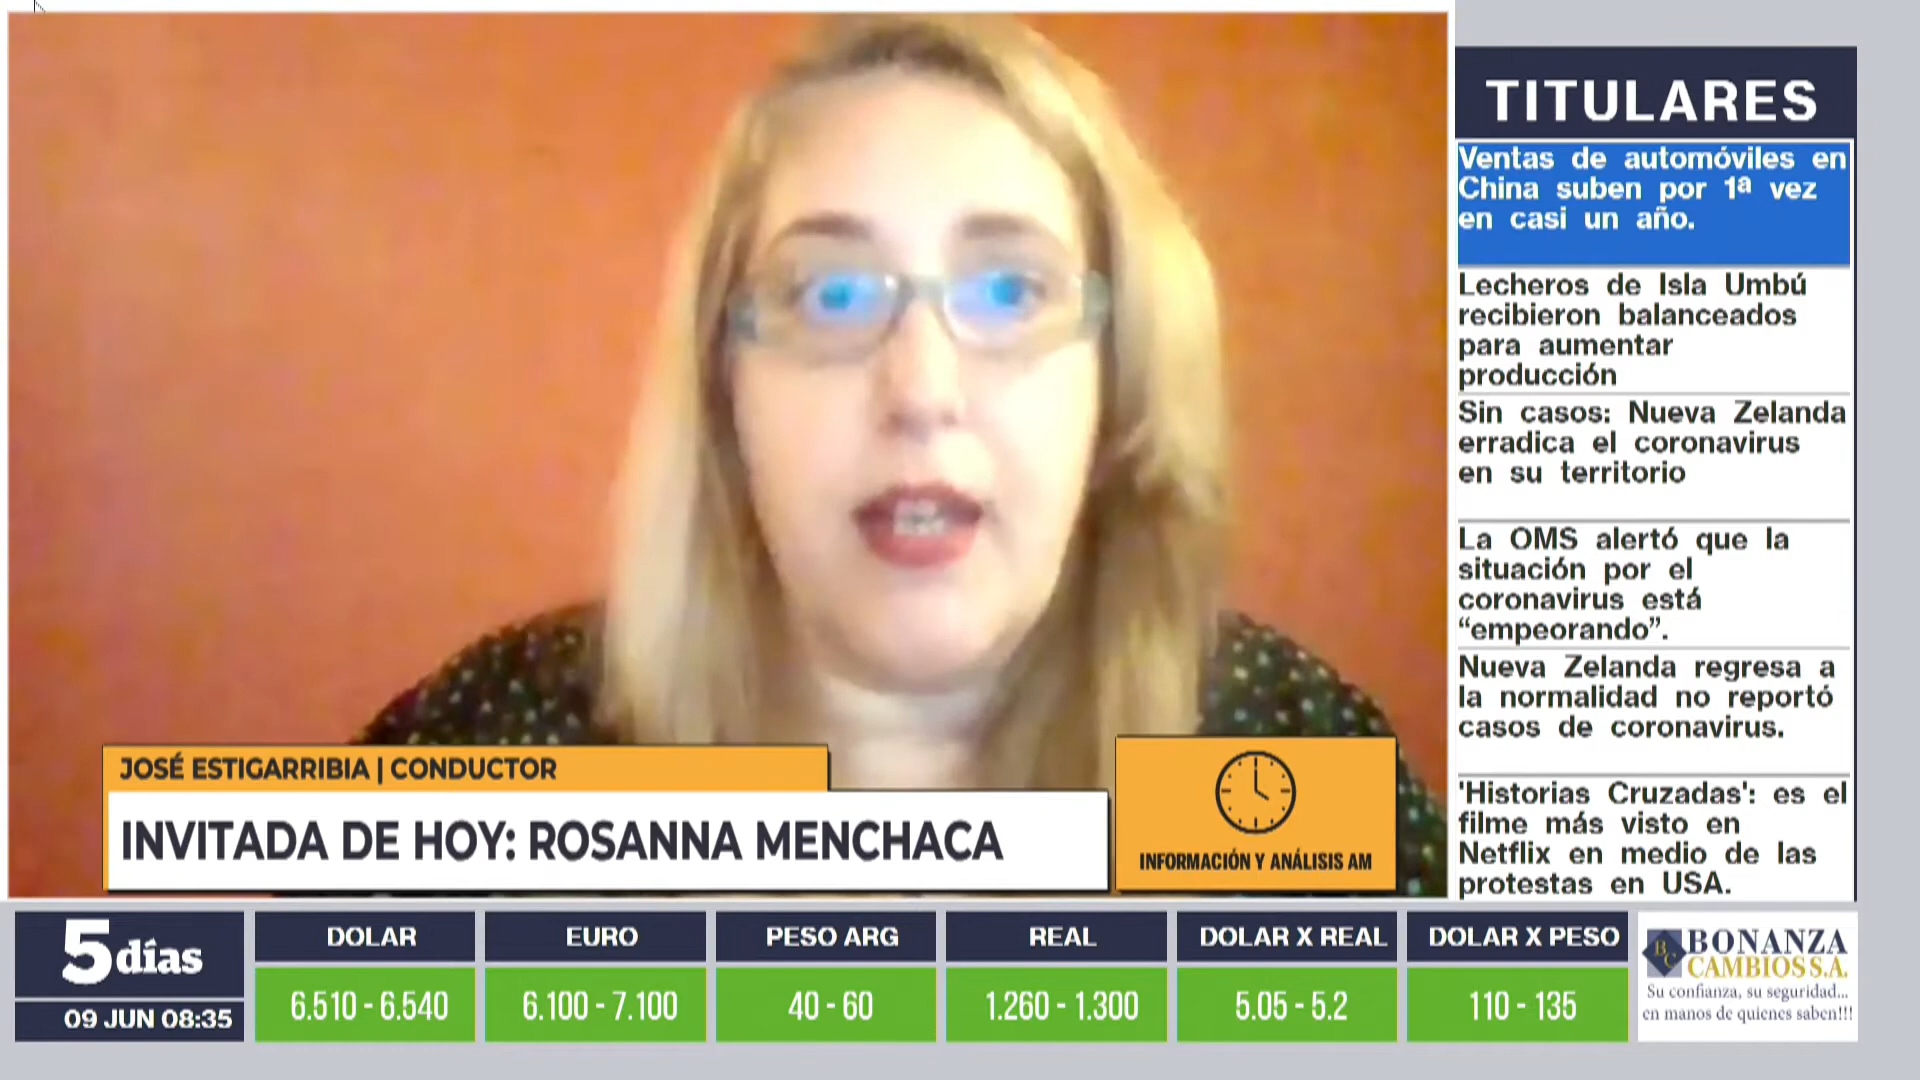 TITULARES
Ventas de automóviles en
China suben por 1ª vez
en casi un año.
Lecheros de Isla Umbú
recibieron balanceados
para aumentar
producción
Sin casos: Nueva Zelanda
erradica el coronavirus
en su territorio
La OMS alertó que la
situación por el
coronavirus está
“empeorando”.
Nueva Zelanda regresa a
la normalidad no reportó
casos de coronavirus.
'Historias Cruzadas': es el
filme más visto en
Netflix en medio de las
protestas en USA.
JOSÉ ESTIGARRIBIA | CONDUCTOR
INVITADA DE HOY: ROSANNA MENCHACA
INFORMACIÓN Y ANÁLISIS AM
5días
09 JUN 08:35
DOLAR
6.510 - 6.540
EURO
6.100 - 7.100
PESO ARG
40 - 60
REAL
1.260 - 1.300
DOLAR X REAL
5.05 - 5.2
DOLAR X PESO
110 - 135
BC
BONANZA
CAMBIOS S.A.
Su confianza, su seguridad...
en manos de quienes saben!!!